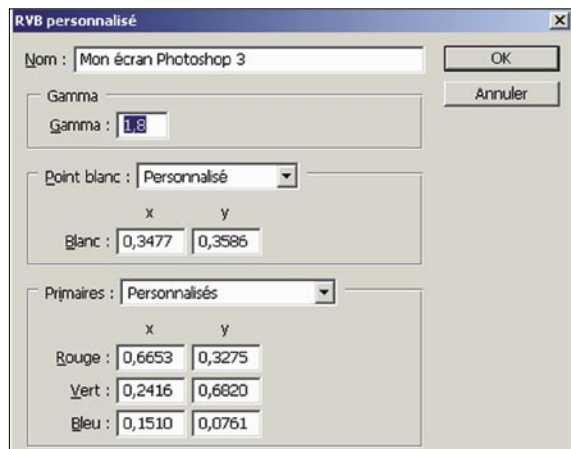 RVB personnalisé
Nom : Mon écran Photoshop 3
OK
Annuler
Gamma
Gamma : 1,8
Point blanc : Personnalisé
x y
Blanc : 0,3477 0,3586
Primaires : Personnalisés
x y
Rouge : 0,6653 0,3275
Vert : 0,2416 0,6820
Bleu : 0,1510 0,0761